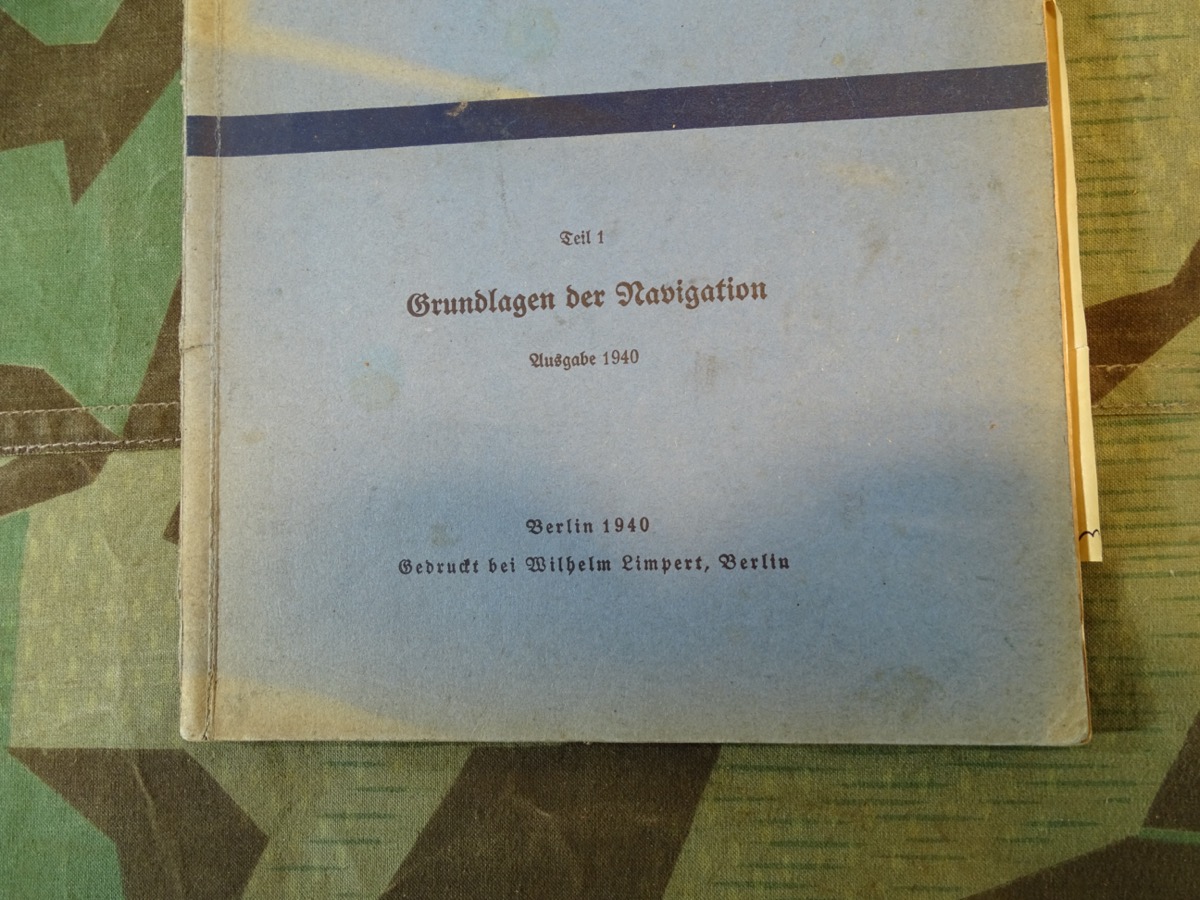 Teil 1
Grundlagen der Navigation
Ausgabe 1940
Berlin 1940
Gedruckt bei Wilhelm Limpert, Berlin